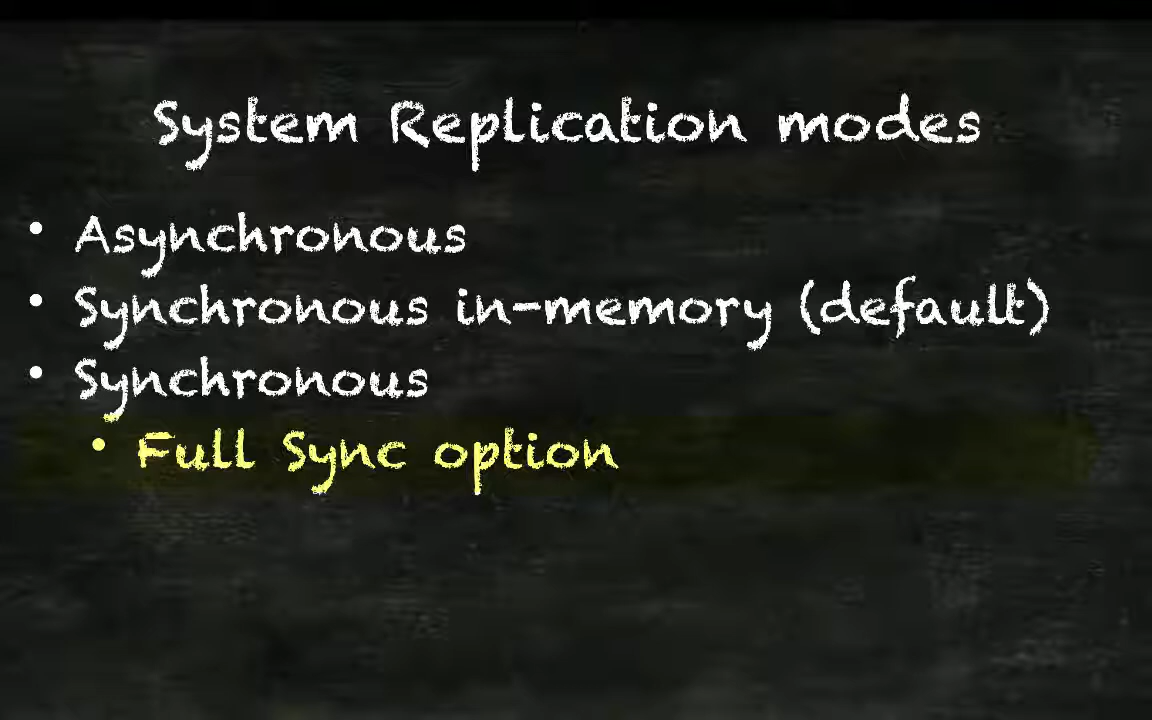 System Replication modes
• Asynchronous
• Synchronous in-memory (default)
• Synchronous
• Full Sync option